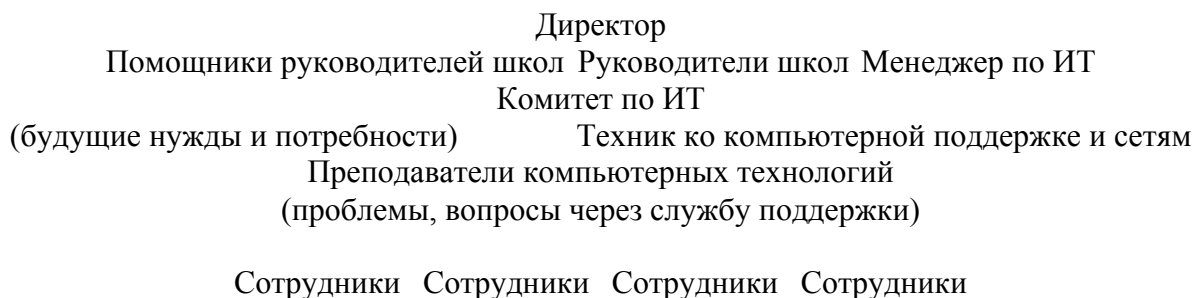 Директор
Помощники руководителей школ Руководители школ Менеджер по ИТ
Комитет по ИТ
(будущие нужды и потребности) Техник ко компьютерной поддержке и сетям
Преподаватели компьютерных технологий
(проблемы, вопросы через службу поддержки)
Сотрудники Сотрудники Сотрудники Сотрудники